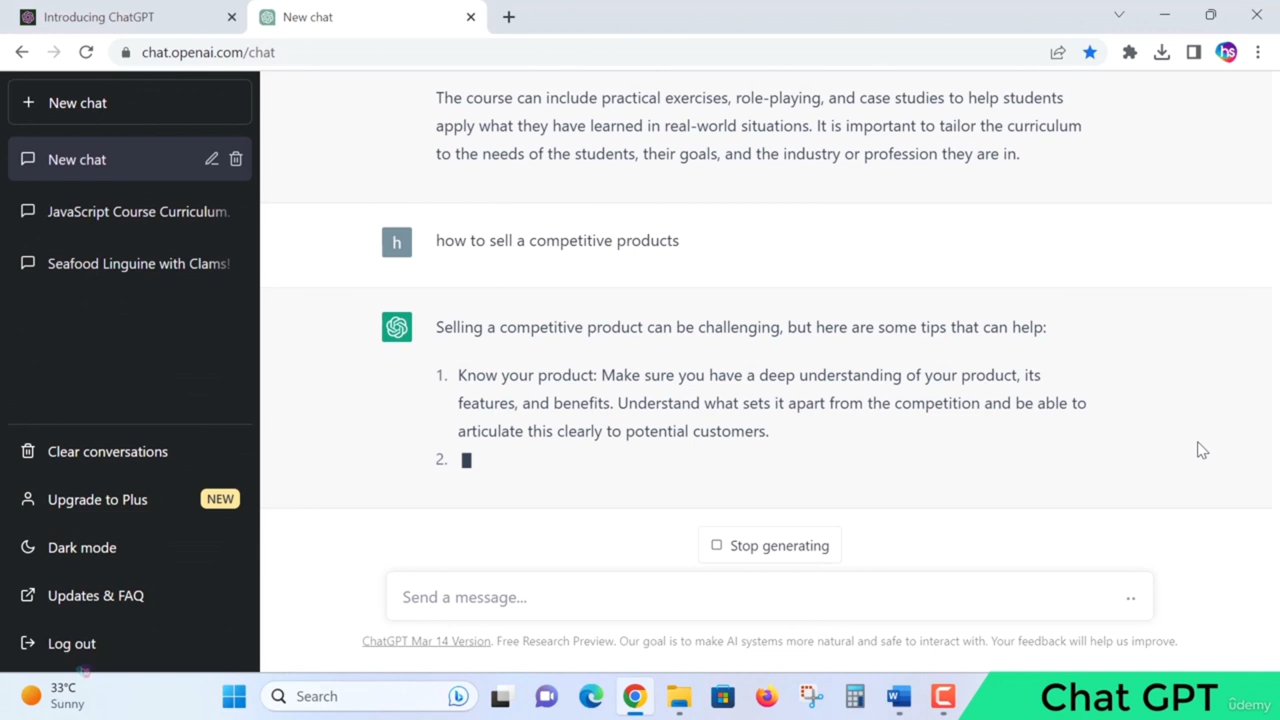 Introducing ChatGPT
New chat
chat.openai.com/chat
hs
New chat
New chat
JavaScript Course Curriculum.
Seafood Linguine with Clams!
Clear conversations
Upgrade to Plus NEW
Dark mode
Updates & FAQ
Log out
The course can include practical exercises, role-playing, and case studies to help students
apply what they have learned in real-world situations. It is important to tailor the curriculum
to the needs of the students, their goals, and the industry or profession they are in.
h
how to sell a competitive products
Selling a competitive product can be challenging, but here are some tips that can help:
1. Know your product: Make sure you have a deep understanding of your product, its
features, and benefits. Understand what sets it apart from the competition and be able to
articulate this clearly to potential customers.
2.
Stop generating
Send a message...
ChatGPT Mar 14 Version. Free Research Preview. Our goal is to make AI systems more natural and safe to interact with. Your feedback will help us improve.
33°C
Sunny
Search
Chat GPT
ûdemy